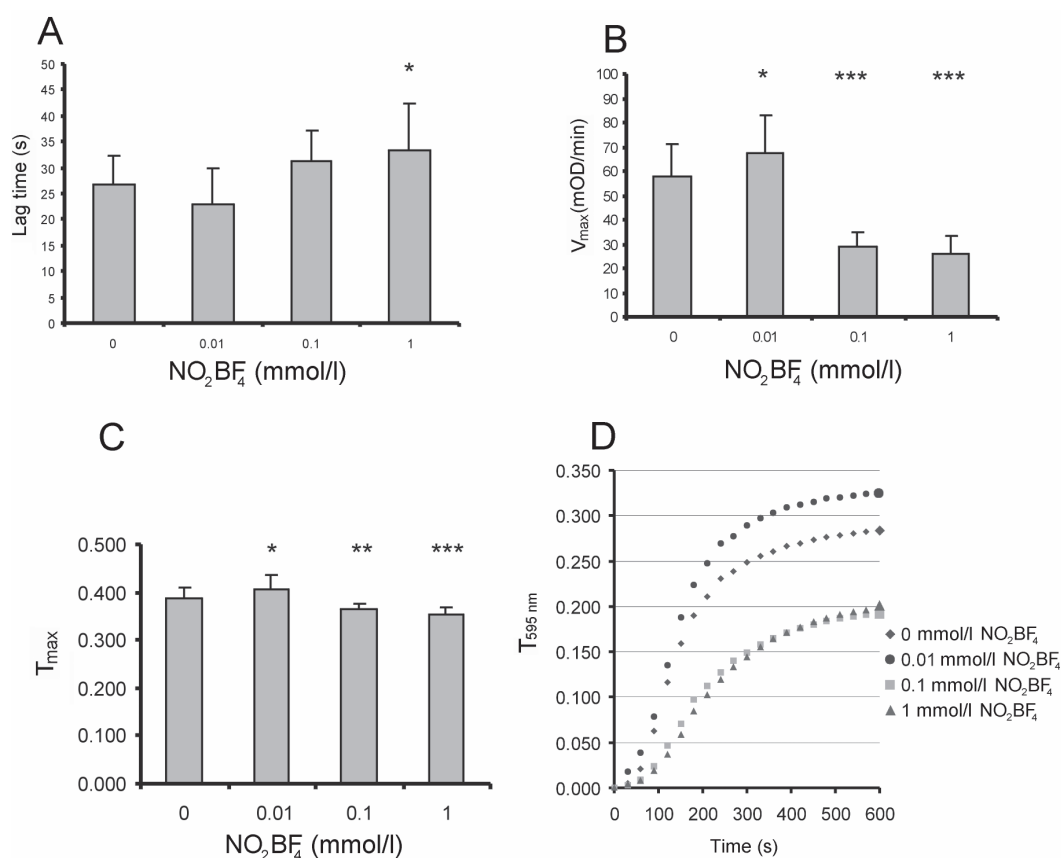 A
50
45
40
35
30
25
20
15
10
5
0
Lag time (s)
*
0 0.01 0.1 1
NO₂BF₄ (mmol/l)
B
100
90
80
70
60
50
40
30
20
10
0
Vmax (mOD/min)
* *** ***
0 0.01 0.1 1
NO₂BF₄ (mmol/l)
C
0.500
0.400
0.300
0.200
0.100
0.000
Tmax
* ** ***
0 0.01 0.1 1
NO₂BF₄ (mmol/l)
D
0.350
0.300
0.250
0.200
0.150
0.100
0.050
0.000
T595 nm
0 100 200 300 400 500 600
Time (s)
0 mmol/l NO₂BF₄
0.01 mmol/l NO₂BF₄
0.1 mmol/l NO₂BF₄
1 mmol/l NO₂BF₄